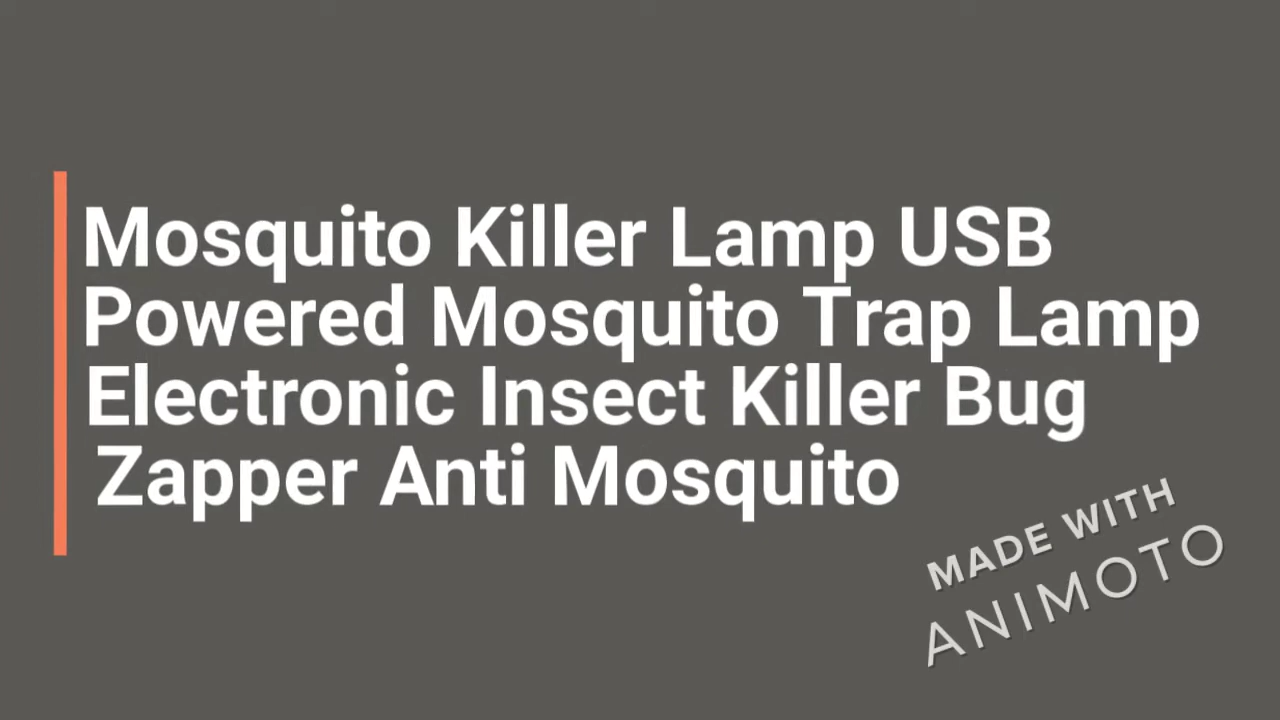 Mosquito Killer Lamp USB
Powered Mosquito Trap Lamp
Electronic Insect Killer Bug
Zapper Anti Mosquito
MADE WITH
ANIMOTO